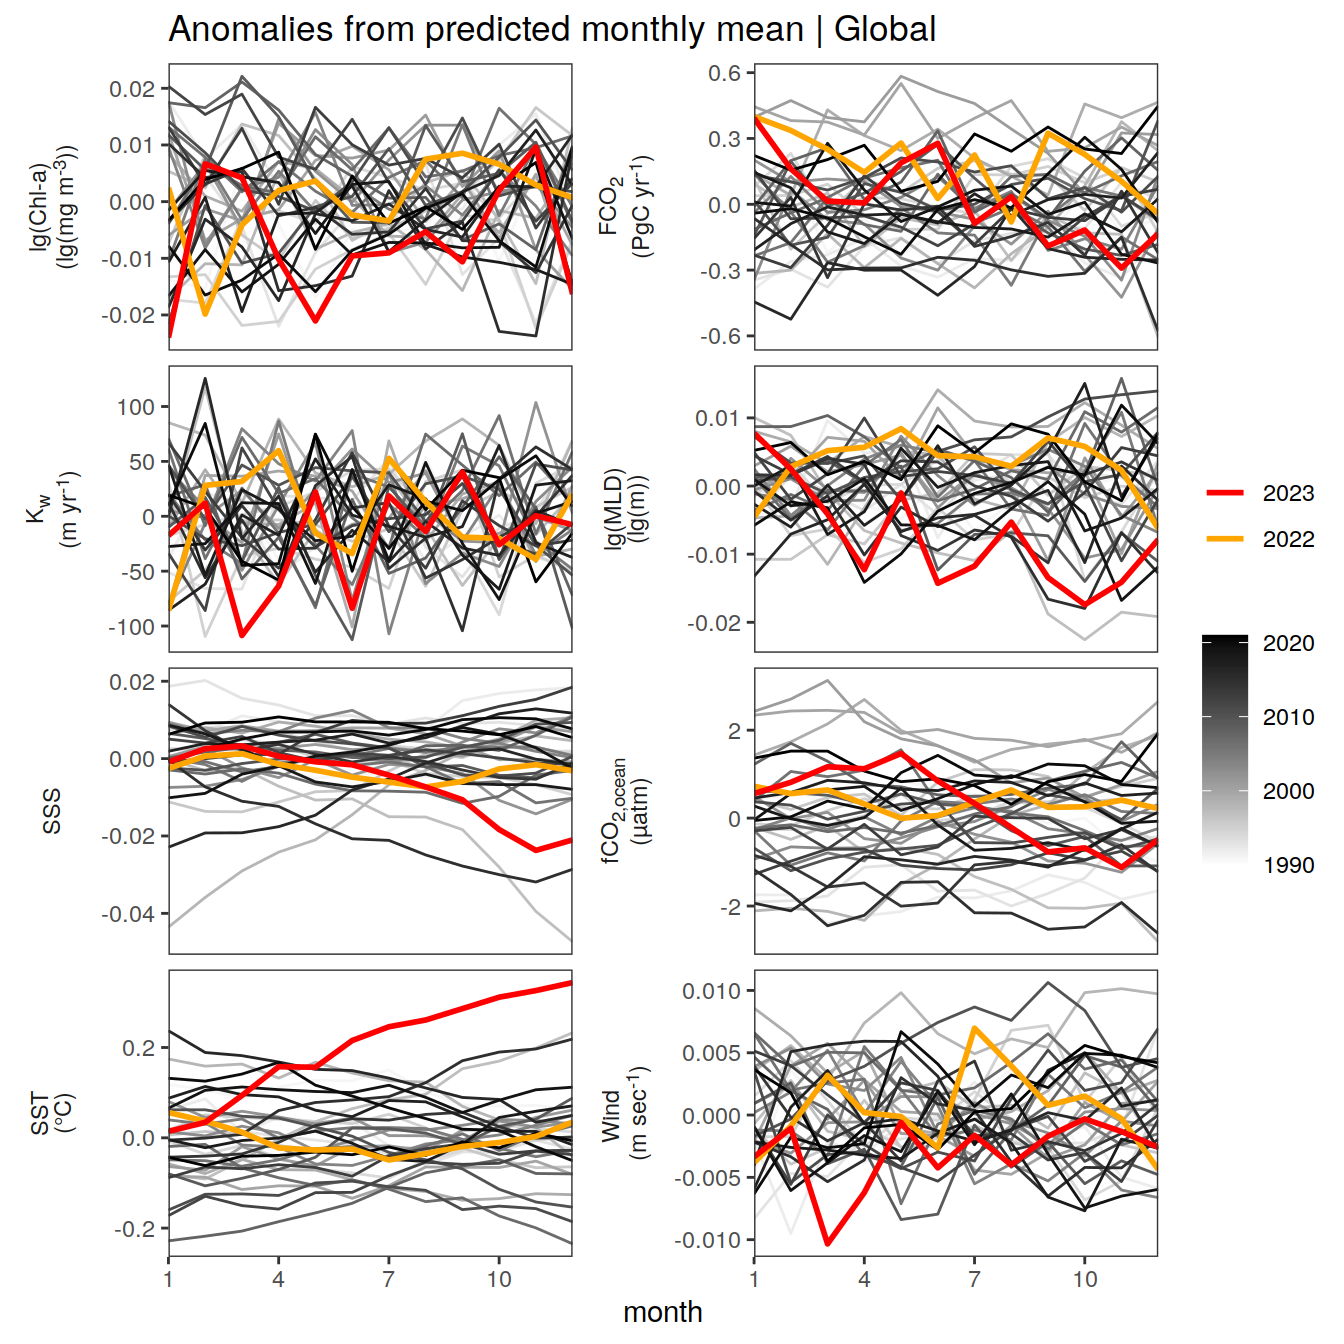 Anomalies from predicted monthly mean | Global
lg(Chl-a)
(lg(mg m⁻³))
0.02
0.01
0.00
-0.01
-0.02
FCO₂
(PgC yr⁻¹)
0.6
0.3
0.0
-0.3
-0.6
K_w
(m yr⁻¹)
100
50
0
-50
-100
lg(MLD)
(lg(m))
0.01
0.00
-0.01
-0.02
SSS
0.02
0.00
-0.02
-0.04
fCO₂,ocean
(µatm)
2
0
-2
SST
(°C)
0.2
0.0
-0.2
1
4
7
10
Wind
(m sec⁻¹)
0.010
0.005
0.000
-0.005
-0.010
1
4
7
10
month
2023
2022
2020
2010
2000
1990